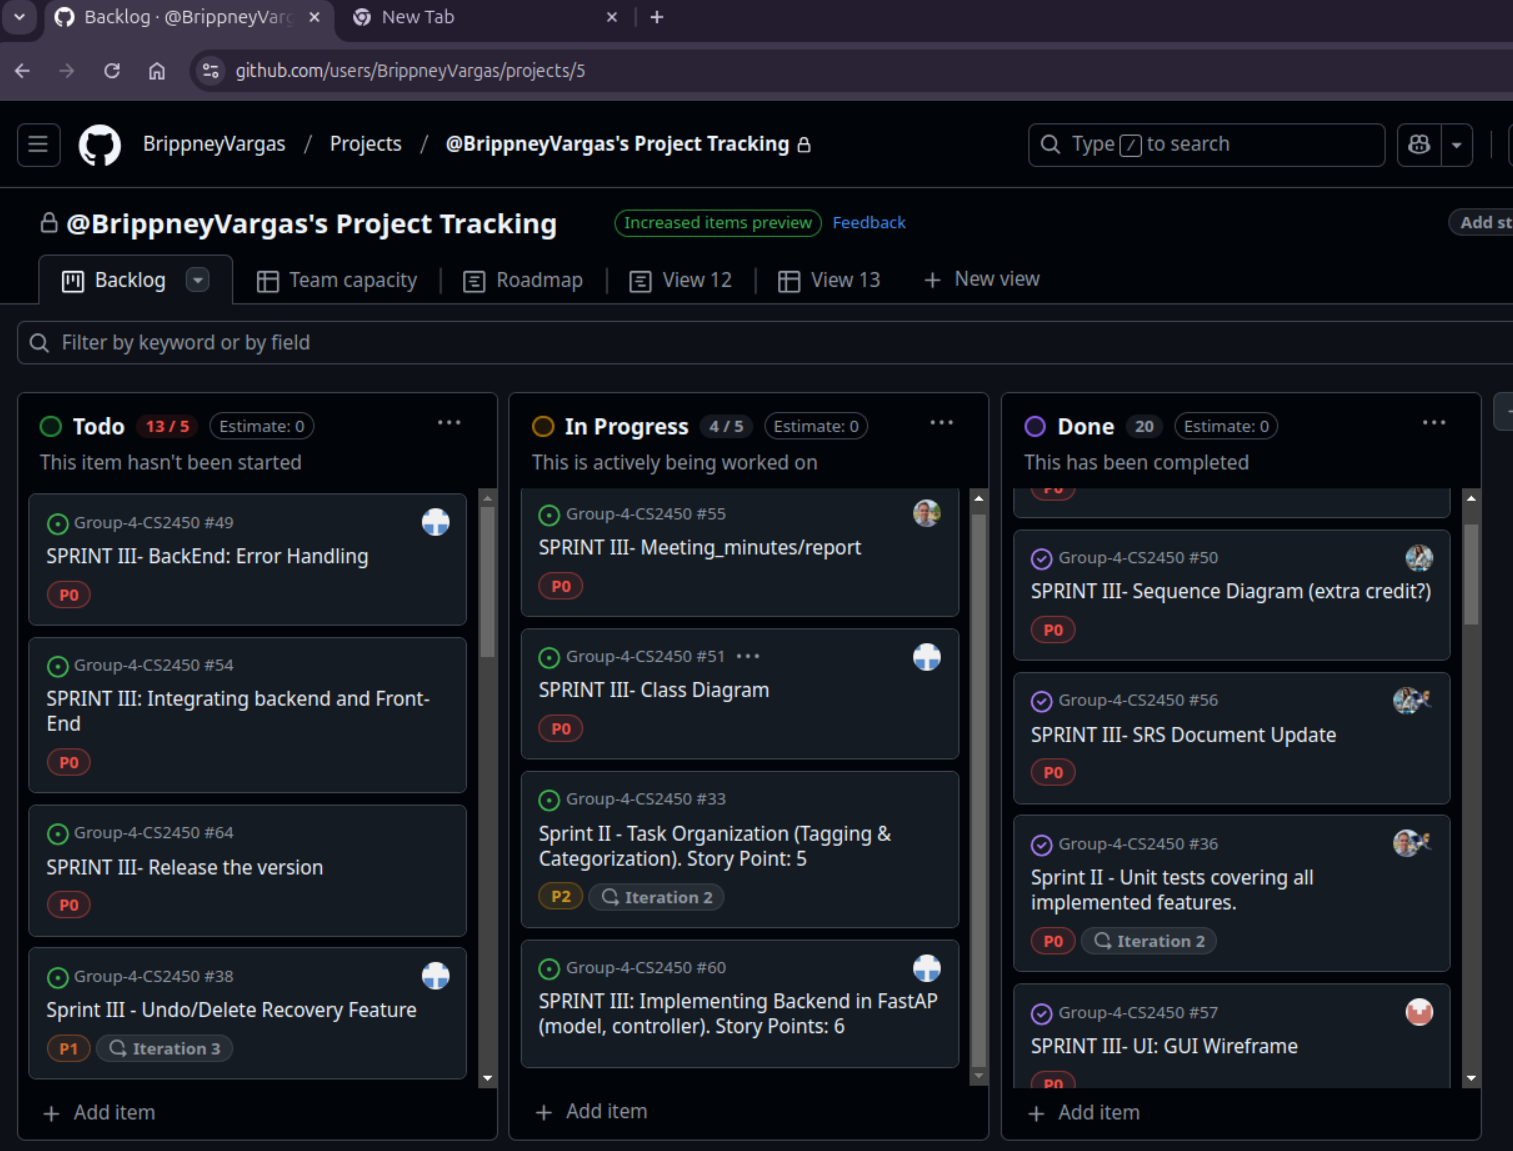 Backlog · @BrippneyVarg
New Tab
github.com/users/BrippneyVargas/projects/5
BrippneyVargas / Projects / @BrippneyVargas's Project Tracking
Type / to search
@BrippneyVargas's Project Tracking
Increased items preview
Feedback
Add st
Backlog
Team capacity
Roadmap
View 12
View 13
New view
Filter by keyword or by field
Todo 13 / 5 Estimate: 0
This item hasn't been started
Group-4-CS2450 #49
SPRINT III- BackEnd: Error Handling
P0
Group-4-CS2450 #54
SPRINT III: Integrating backend and Front-
End
P0
Group-4-CS2450 #64
SPRINT III- Release the version
P0
Group-4-CS2450 #38
Sprint III - Undo/Delete Recovery Feature
P1 Iteration 3
+ Add item
In Progress 4 / 5 Estimate: 0
This is actively being worked on
Group-4-CS2450 #55
SPRINT III- Meeting_minutes/report
P0
Group-4-CS2450 #51 ···
SPRINT III- Class Diagram
P0
Group-4-CS2450 #33
Sprint II - Task Organization (Tagging &
Categorization). Story Point: 5
P2 Iteration 2
Group-4-CS2450 #60
SPRINT III: Implementing Backend in FastAP
(model, controller). Story Points: 6
+ Add item
Done 20 Estimate: 0
This has been completed
P0
Group-4-CS2450 #50
SPRINT III- Sequence Diagram (extra credit?)
P0
Group-4-CS2450 #56
SPRINT III- SRS Document Update
P0
Group-4-CS2450 #36
Sprint II - Unit tests covering all
implemented features.
P0 Iteration 2
Group-4-CS2450 #57
SPRINT III- UI: GUI Wireframe
P0
+ Add item